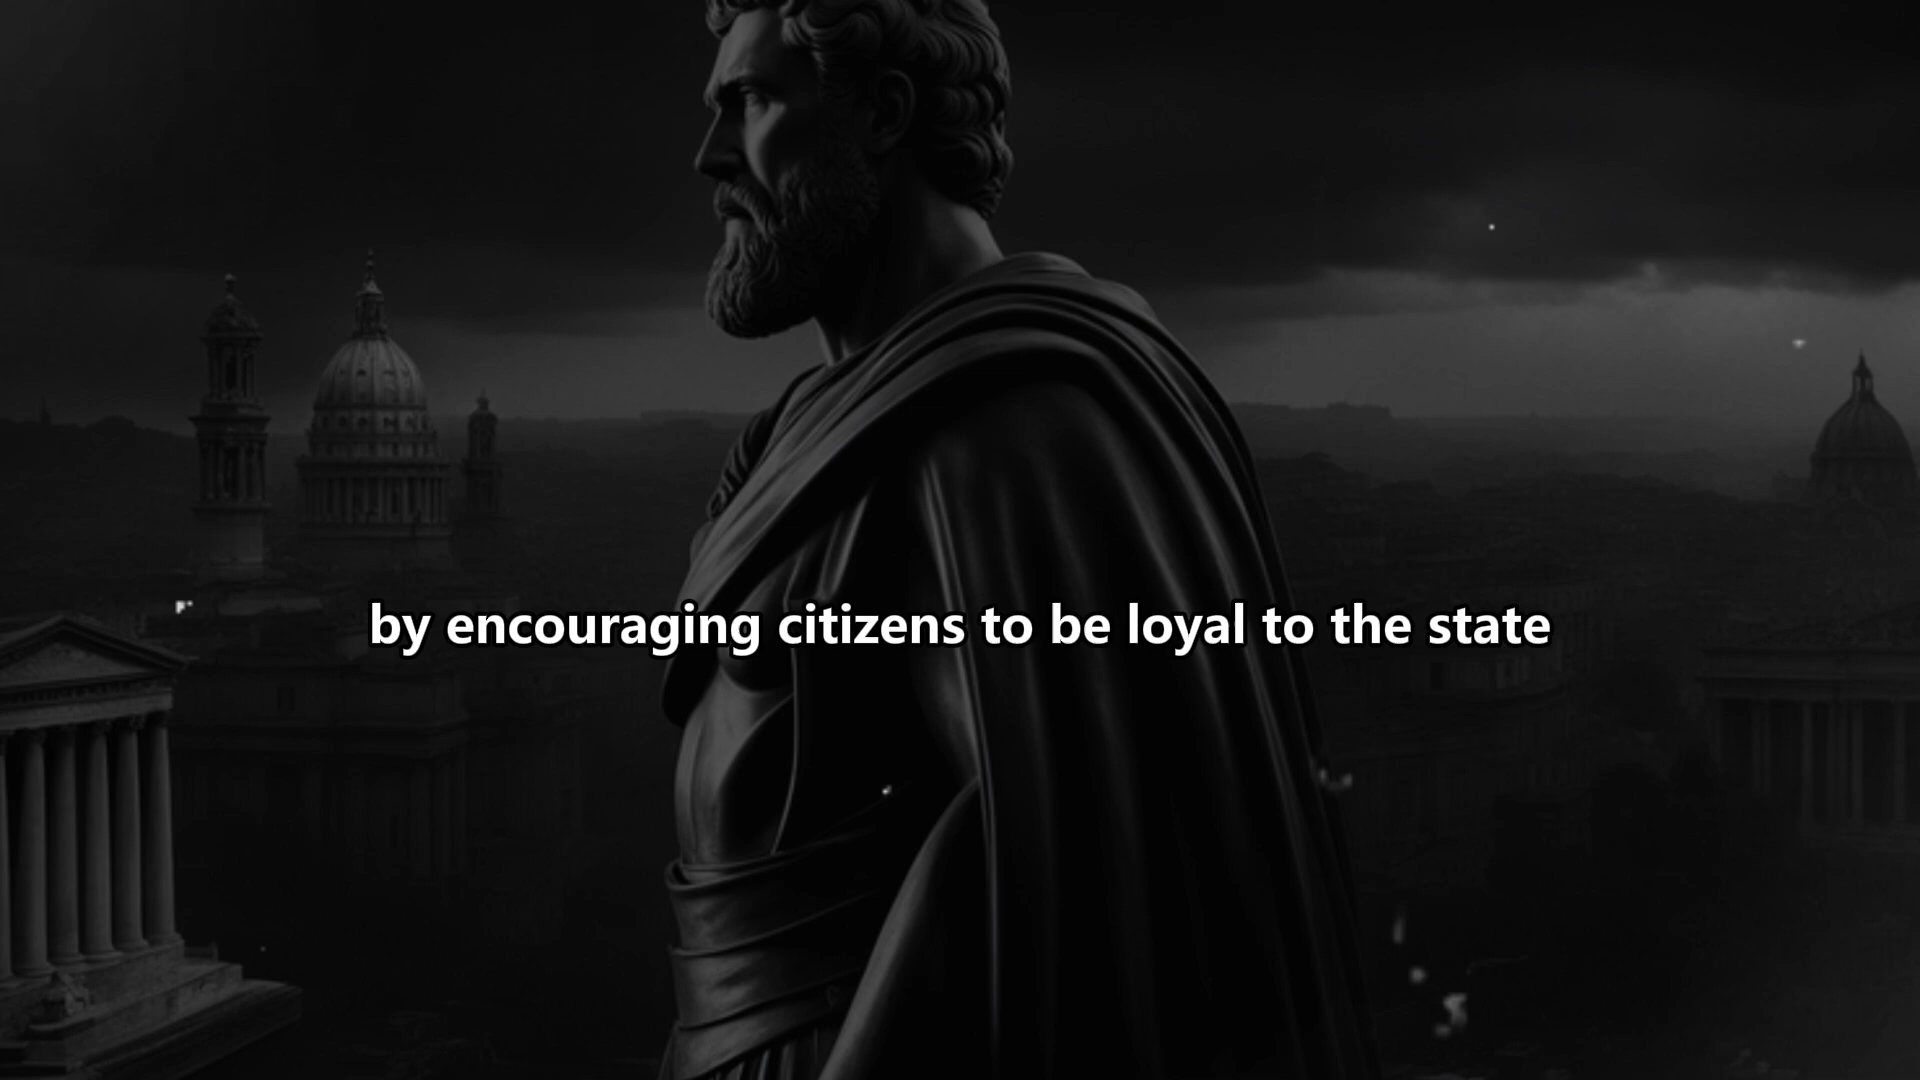 by encouraging citizens to be loyal to the state